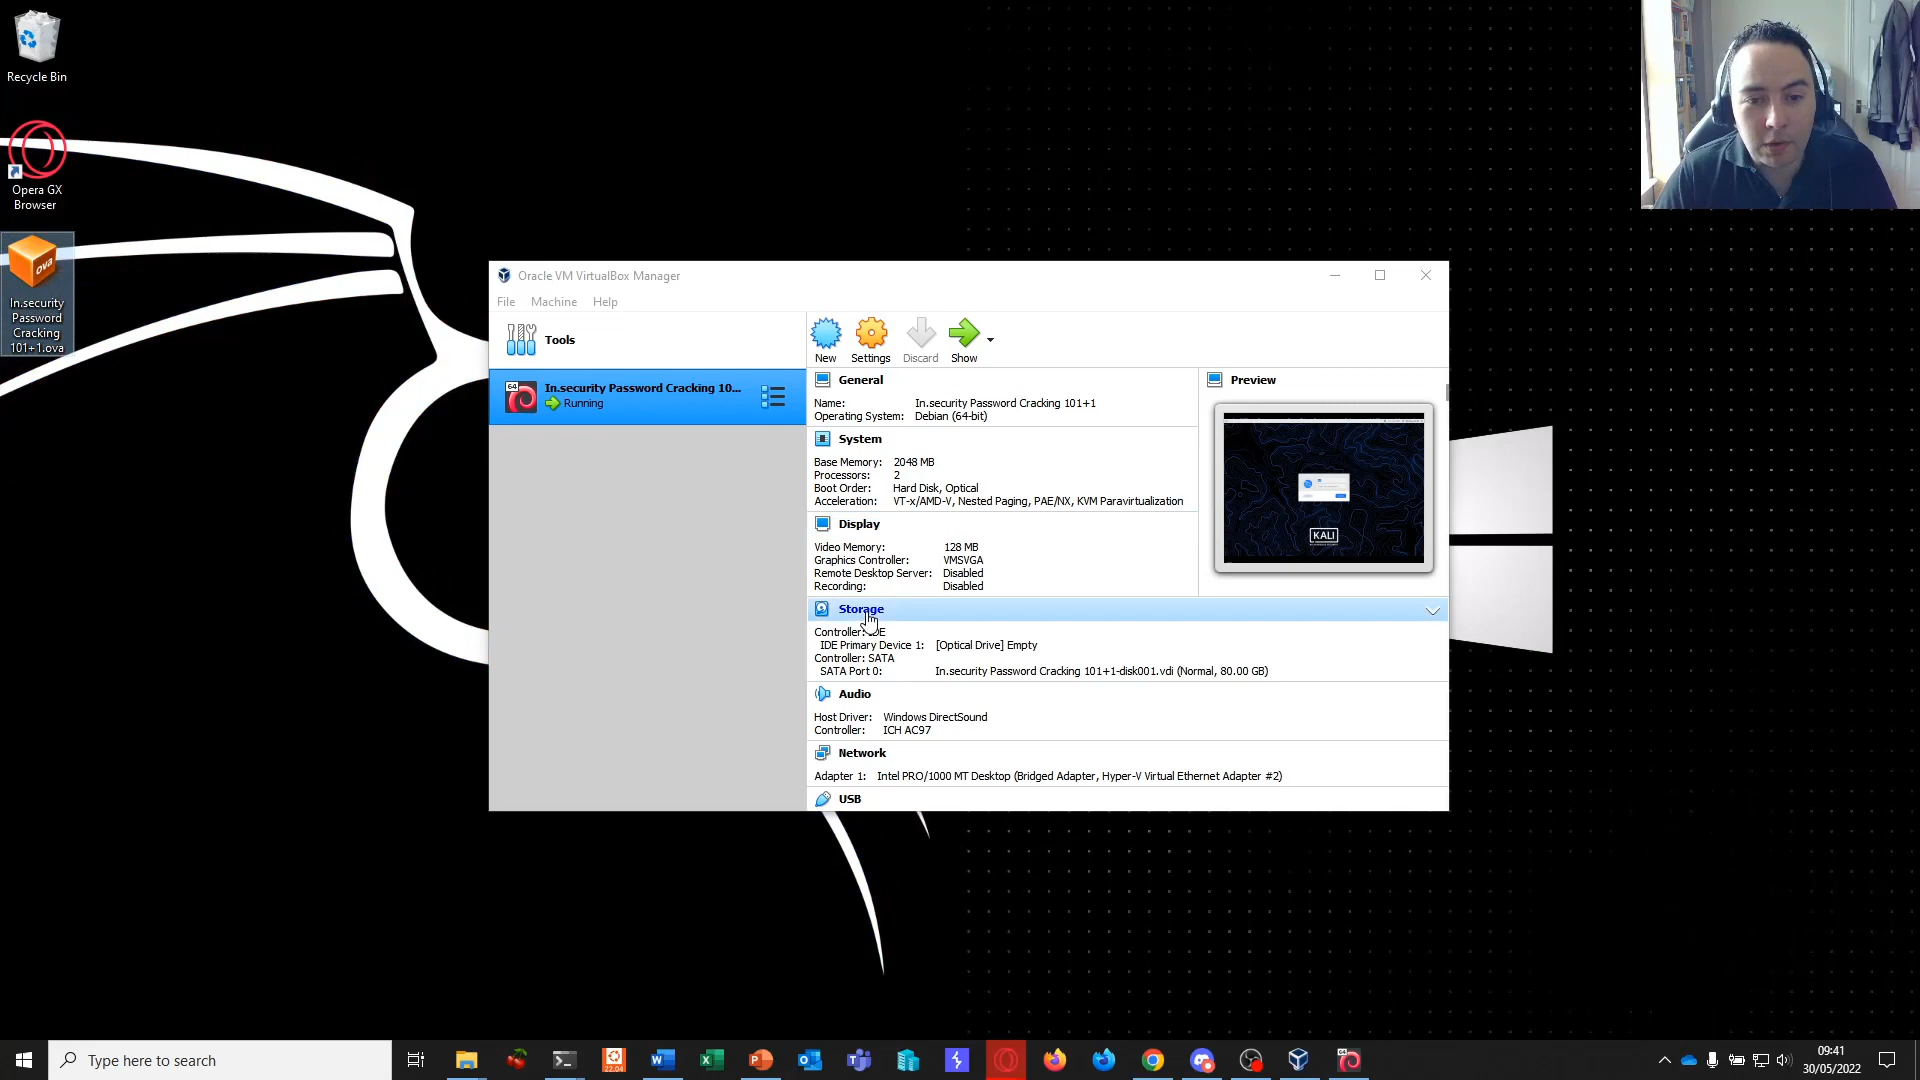 Recycle Bin
Opera GX
Browser
ova
In.security
Password
Cracking
101+1.ova
Oracle VM VirtualBox Manager
File Machine Help
Tools
New Settings Discard Show
64
In.security Password Cracking 10...
Running
General
Name: In.security Password Cracking 101+1
Operating System: Debian (64-bit)
System
Base Memory: 2048 MB
Processors: 2
Boot Order: Hard Disk, Optical
Acceleration: VT-x/AMD-V, Nested Paging, PAE/NX, KVM Paravirtualization
Display
Video Memory: 128 MB
Graphics Controller: VMSVGA
Remote Desktop Server: Disabled
Recording: Disabled
Preview
KALI
Storage
Controller: IDE
IDE Primary Device 1: [Optical Drive] Empty
Controller: SATA
SATA Port 0: In.security Password Cracking 101+1-disk001.vdi (Normal, 80.00 GB)
Audio
Host Driver: Windows DirectSound
Controller: ICH AC97
Network
Adapter 1: Intel PRO/1000 MT Desktop (Bridged Adapter, Hyper-V Virtual Ethernet Adapter #2)
USB
Type here to search
22.04
09:41
30/05/2022